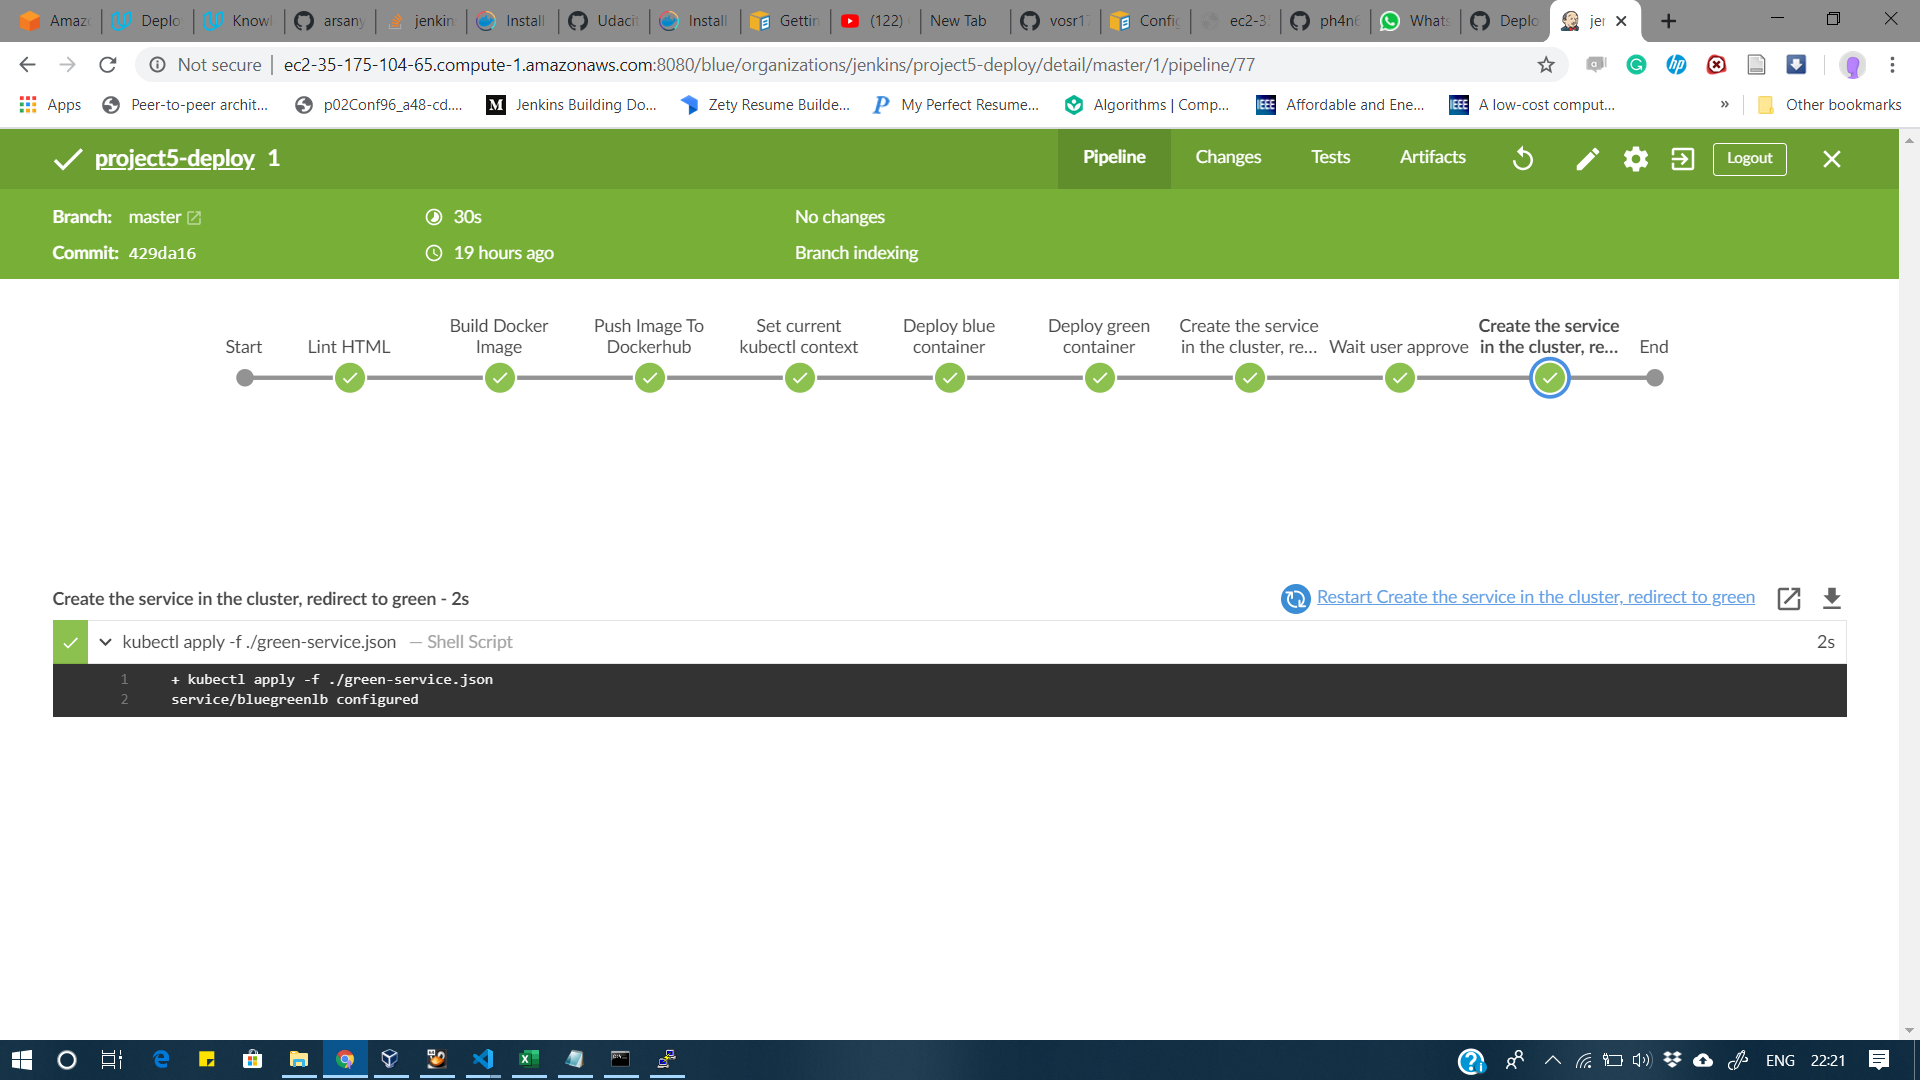 Amazo
Deplo
Knowl
arsany
jenkin
Install
Udacit
Install
Gettin
(122)
New Tab
vosr1
Config
ec2-3
ph4n6
Whats
Deplo
jer
Not secure | ec2-35-175-104-65.compute-1.amazonaws.com:8080/blue/organizations/jenkins/project5-deploy/detail/master/1/pipeline/77
Apps
Peer-to-peer archit...
p02Conf96_a48-cd....
Jenkins Building Do...
Zety Resume Builde...
My Perfect Resume...
Algorithms | Comp...
Affordable and Ene...
A low-cost comput...
»
Other bookmarks
project5-deploy 1
Pipeline
Changes
Tests
Artifacts
Logout
Branch: master
30s
No changes
Commit: 429da16
19 hours ago
Branch indexing
Start
Lint HTML
Build Docker
Image
Push Image To
Dockerhub
Set current
kubectl context
Deploy blue
container
Deploy green
container
Create the service
in the cluster, re...
Wait user approve
Create the service
in the cluster, re...
End
Create the service in the cluster, redirect to green - 2s
Restart Create the service in the cluster, redirect to green
kubectl apply -f ./green-service.json — Shell Script
2s
1 + kubectl apply -f ./green-service.json
2 service/bluegreenlb configured
ENG
22:21